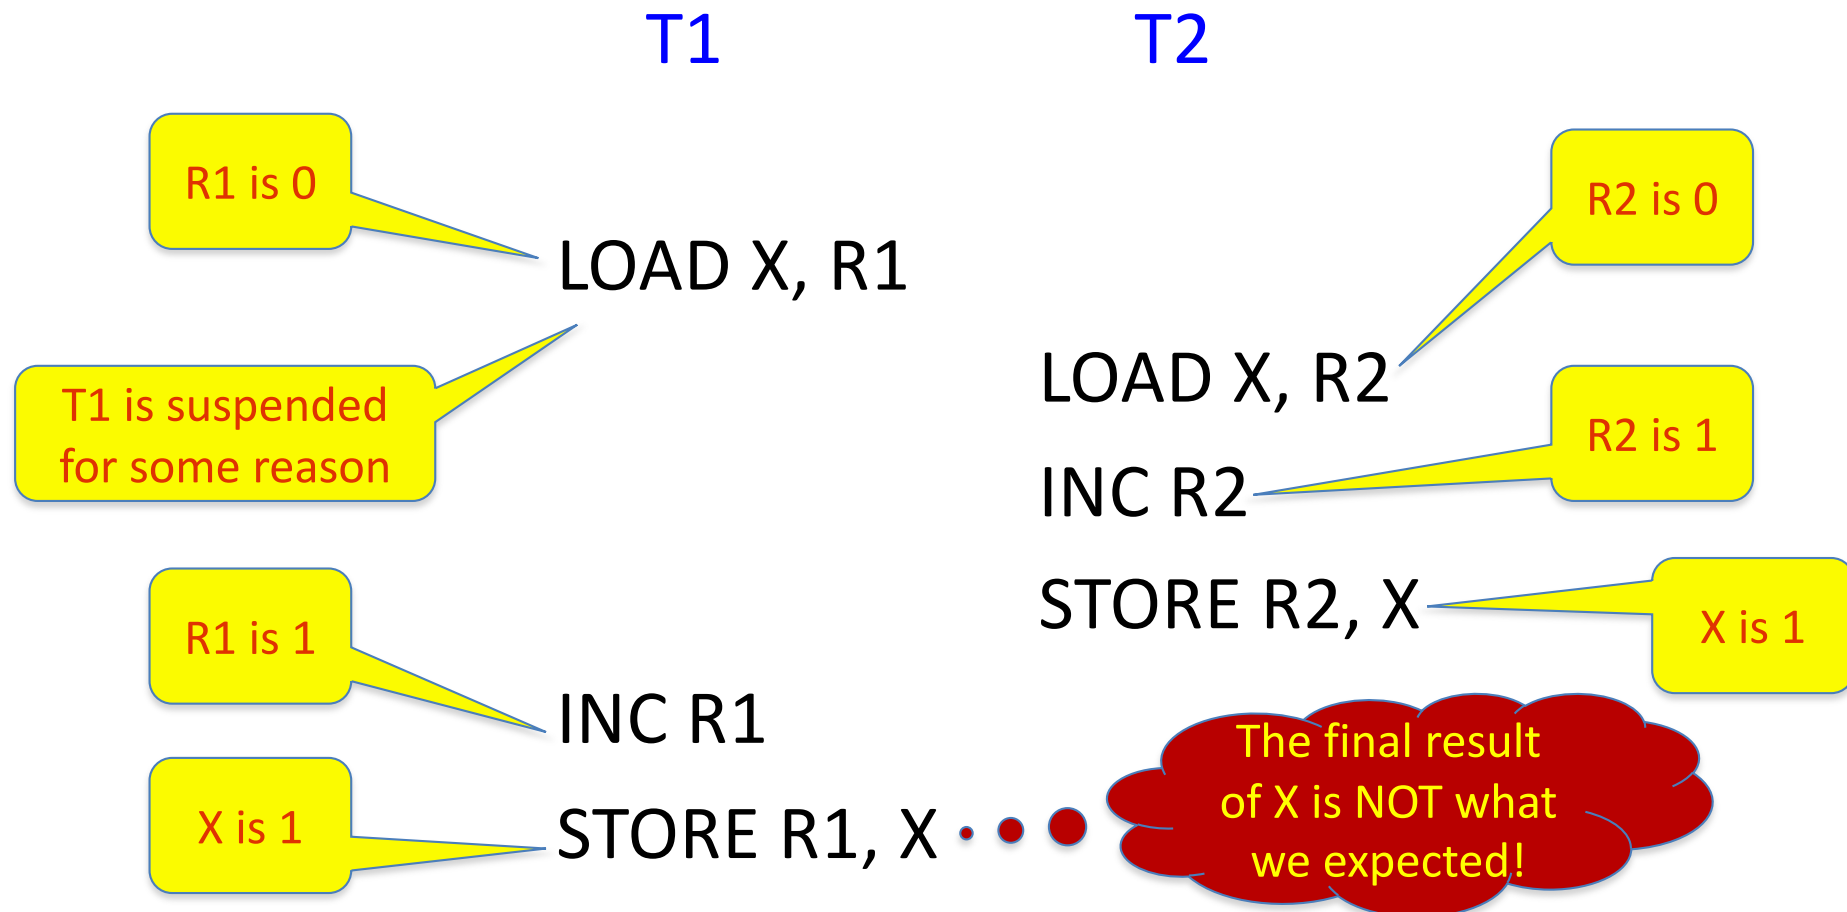 T1
T2
R1 is 0
R2 is 0
LOAD X, R1
LOAD X, R2
T1 is suspended
for some reason
R2 is 1
INC R2
STORE R2, X
X is 1
R1 is 1
INC R1
X is 1
STORE R1, X
The final result
of X is NOT what
we expected!